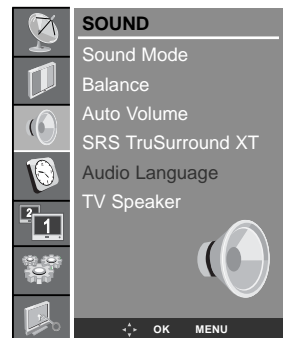 SOUND
Sound Mode
Balance
Auto Volume
SRS TruSurround XT
Audio Language
TV Speaker
2
1
OK MENU